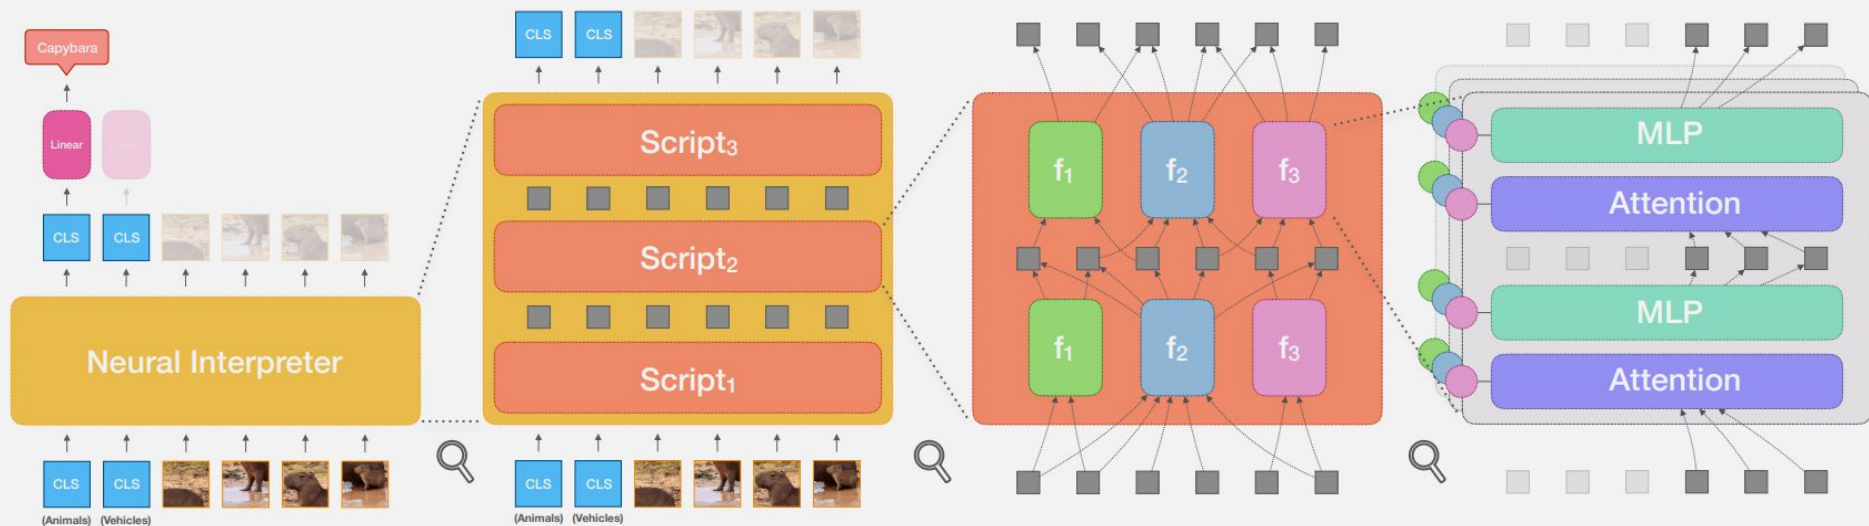 Capybara
Linear
CLS
CLS
Neural Interpreter
CLS
CLS
(Animals)
(Vehicles)
CLS
CLS
Script3
Script2
Script1
CLS
CLS
(Animals)
(Vehicles)
f1
f2
f3
f1
f2
f3
MLP
Attention
MLP
Attention